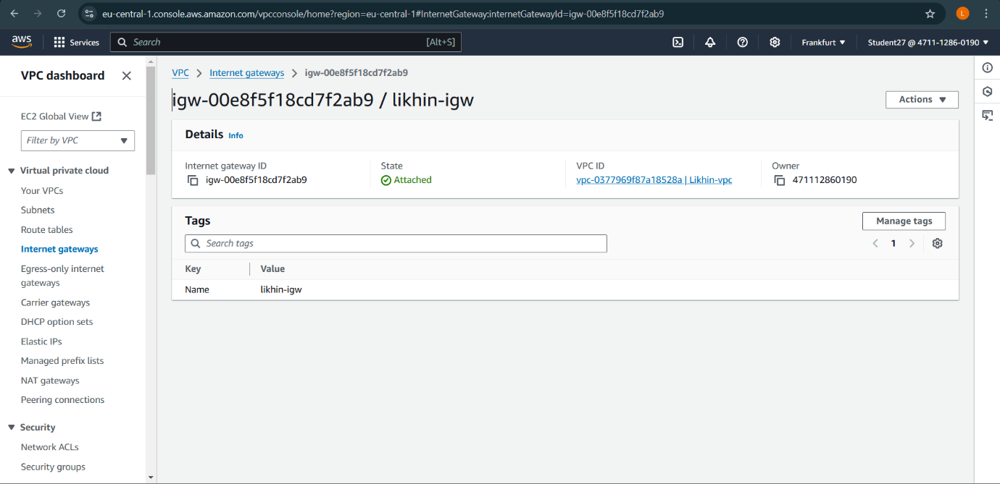 eu-central-1.console.aws.amazon.com/vpcconsole/home?region=eu-central-1#InternetGateway:internetGatewayId=igw-00e8f5f18cd7f2ab9
L
aws Services Search [Alt+S] Frankfurt Student27 @ 4711-1286-0190
VPC dashboard
EC2 Global View
Filter by VPC
Virtual private cloud
Your VPCs
Subnets
Route tables
Internet gateways
Egress-only internet
gateways
Carrier gateways
DHCP option sets
Elastic IPs
Managed prefix lists
NAT gateways
Peering connections
Security
Network ACLs
Security groups
VPC > Internet gateways > igw-00e8f5f18cd7f2ab9
igw-00e8f5f18cd7f2ab9 / likhin-igw
Actions
Details Info
Internet gateway ID
igw-00e8f5f18cd7f2ab9
State
Attached
VPC ID
vpc-0377969f87a18528a | Likhin-vpc
Owner
471112860190
Tags
Manage tags
Search tags
1
Key Value
Name likhin-igw